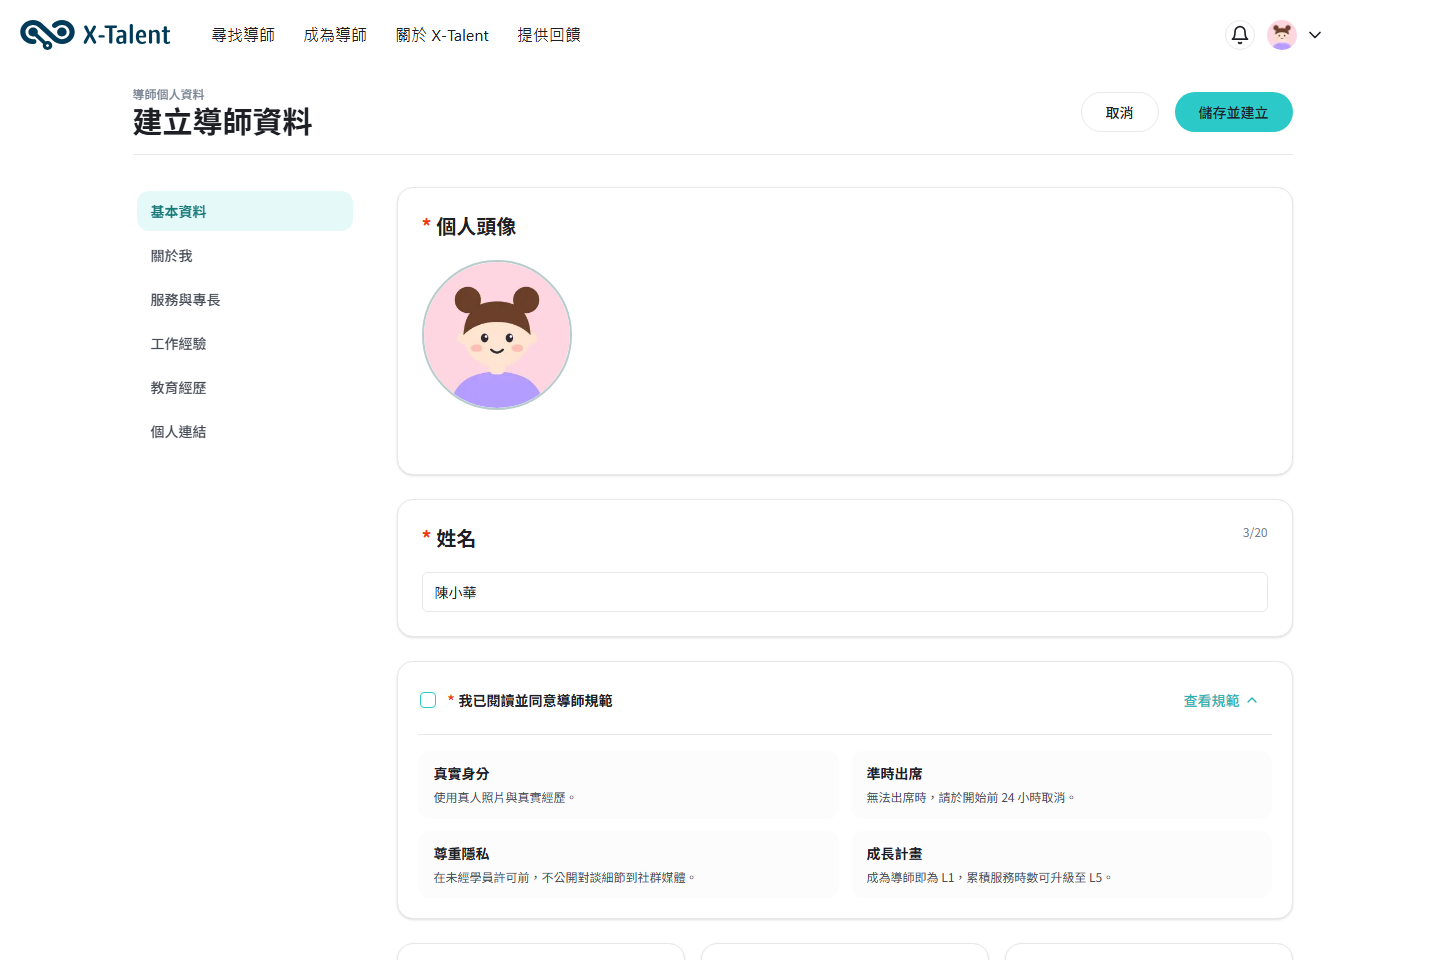 X-Talent
尋找導師
成為導師
關於 X-Talent
提供回饋
導師個人資料
建立導師資料
取消
儲存並建立
基本資料
關於我
服務與專長
工作經驗
教育經歷
個人連結
* 個人頭像
* 姓名
3/20
陳小華
* 我已閱讀並同意導師規範
查看規範
真實身分
使用真人照片與真實經歷。
準時出席
無法出席時，請於開始前 24 小時取消。
尊重隱私
在未經學員許可前，不公開對談細節到社群媒體。
成長計畫
成為導師即為 L1，累積服務時數可升級至 L5。